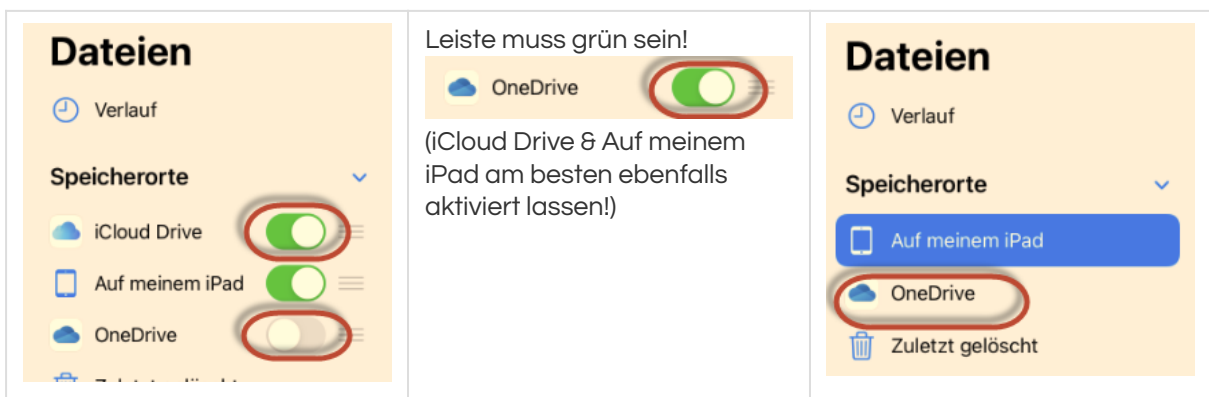 Dateien
Verlauf
Speicherorte
iCloud Drive
Auf meinem iPad
OneDrive
Leiste muss grün sein!
OneDrive
(iCloud Drive & Auf meinem
iPad am besten ebenfalls
aktiviert lassen!)
Dateien
Verlauf
Speicherorte
Auf meinem iPad
OneDrive
Zuletzt gelöscht